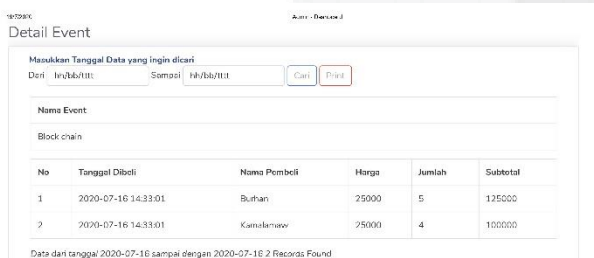 Detail Event
Masukkan Tanggal Data yang ingin dicari
Dari hh/bb/tttt Sampai hh/bb/tttt Cari Print
Nama Event
Block chain
No Tanggal Dibeli Nama Pembeli Harga Jumlah Subtotal
1 2020-07-16 14:33:01 Burhan 25000 5 125000
2 2020-07-16 14:33:01 Kamalamaw 25000 4 100000
Data dari tanggal 2020-07-16 sampai dengan 2020-07-16 2 Records Found